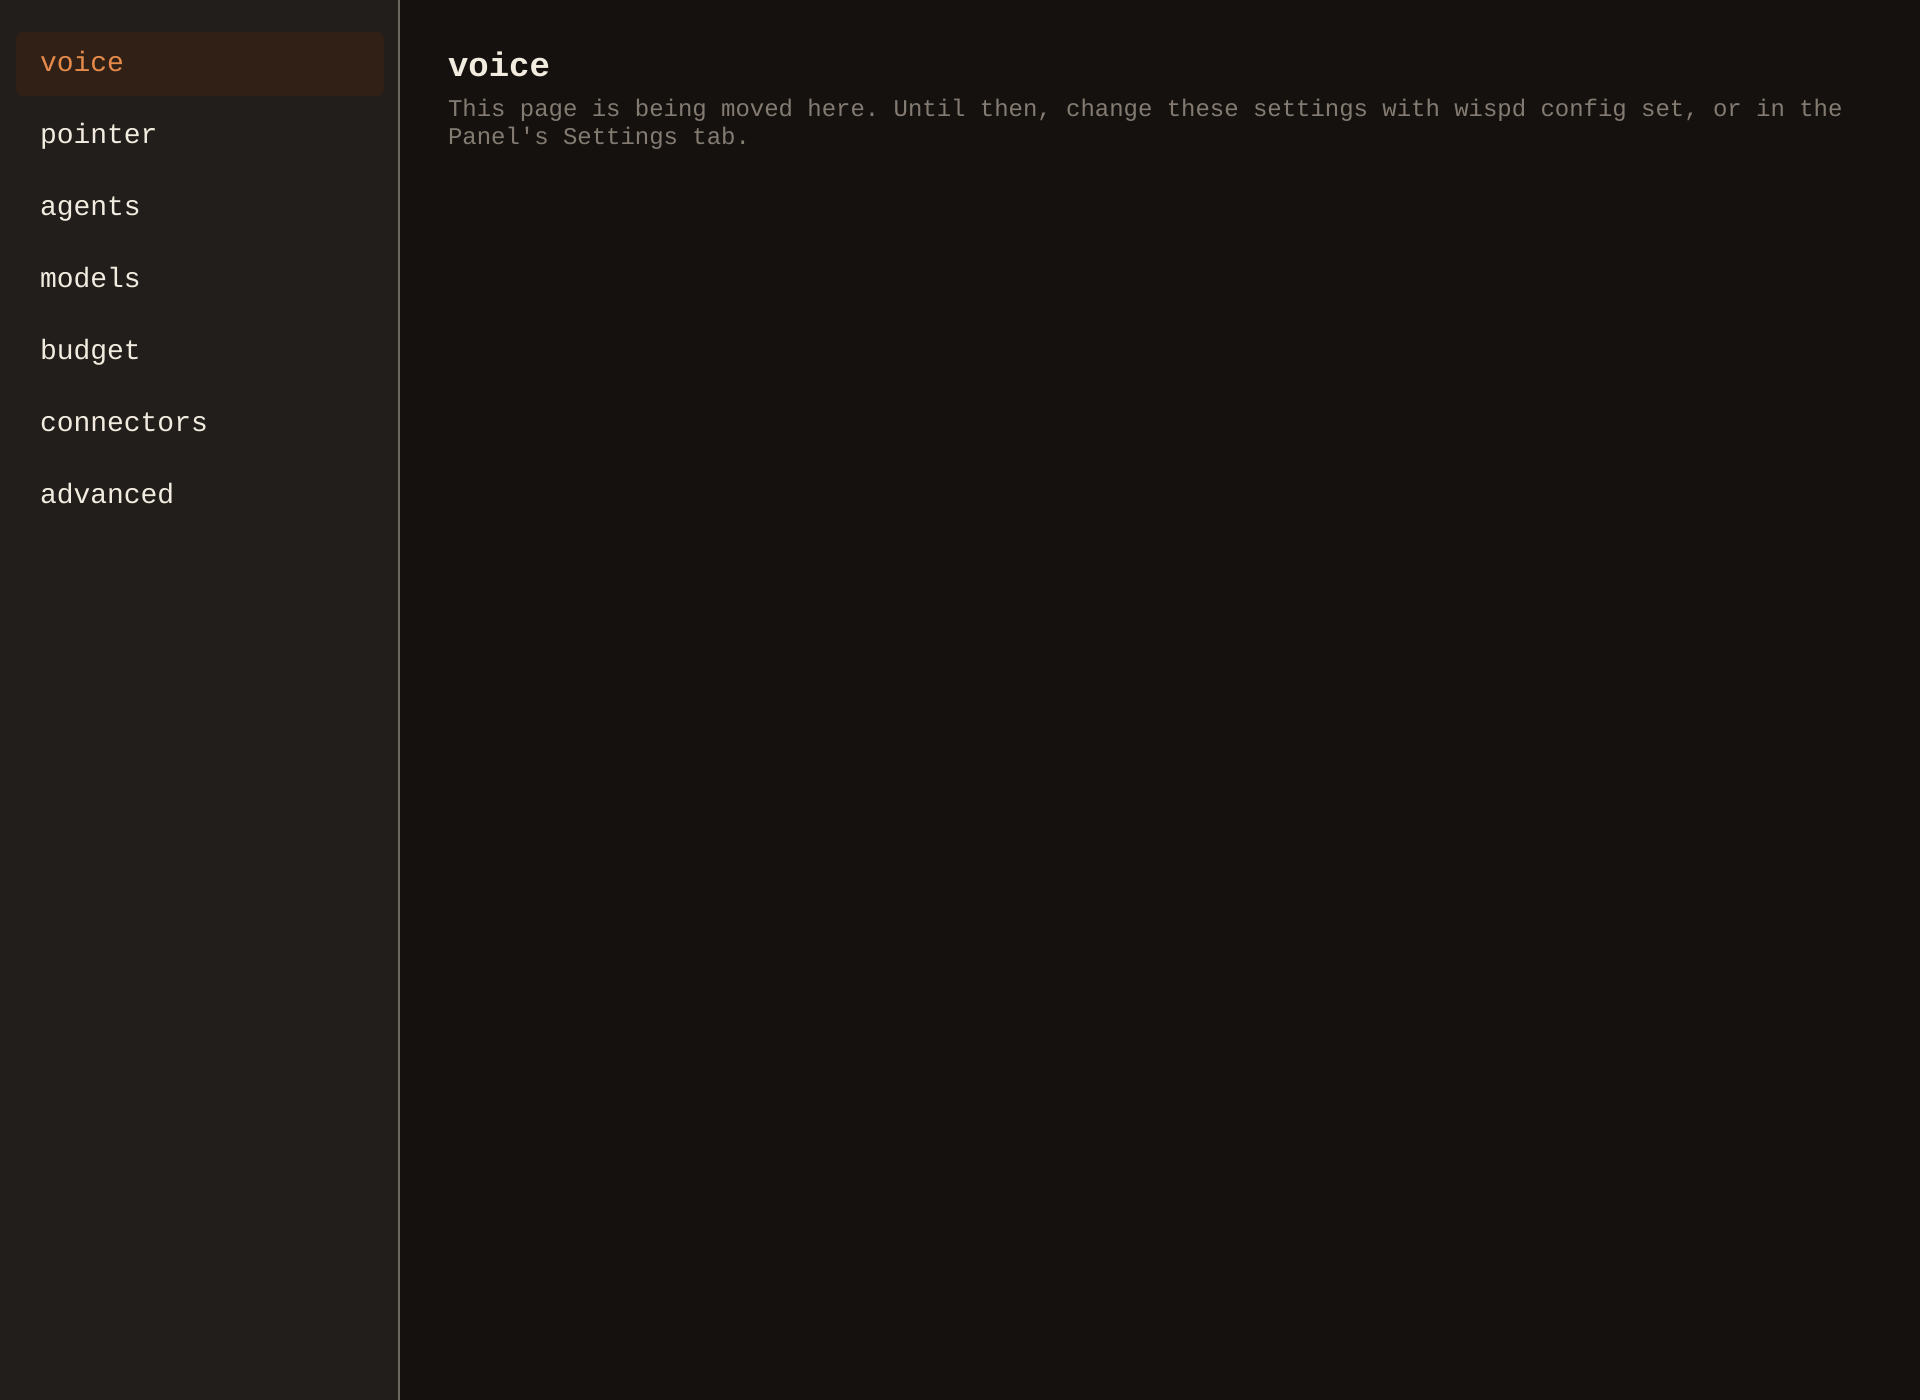 voice
pointer
agents
models
budget
connectors
advanced
voice
This page is being moved here. Until then, change these settings with wispd config set, or in the
Panel's Settings tab.